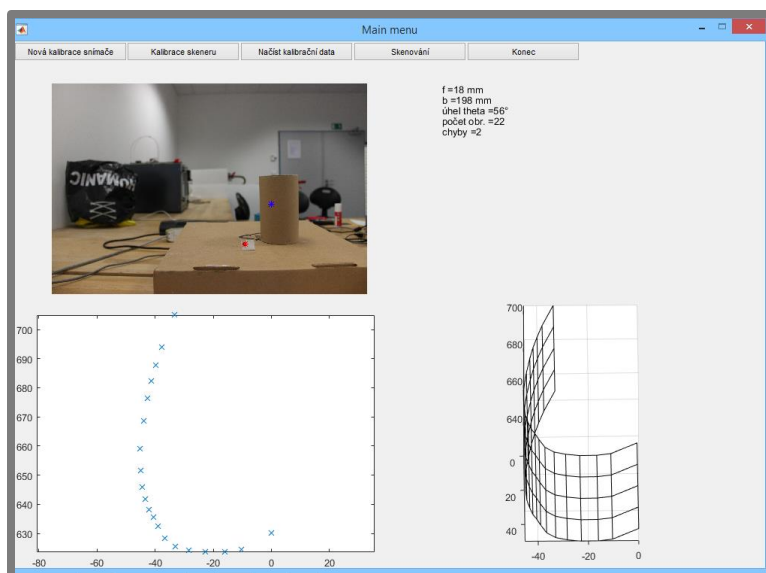 Main menu
Nová kalibrace snímače
Kalibrace skeneru
Načíst kalibrační data
Skenování
Konec
f =18 mm
b =198 mm
úhel theta =56°
počet obr. =22
chyby =2
700
690
680
670
660
650
640
630
-80
-60
-40
-20
0
20
700
680
660
640
0
20
40
-40
-20
0